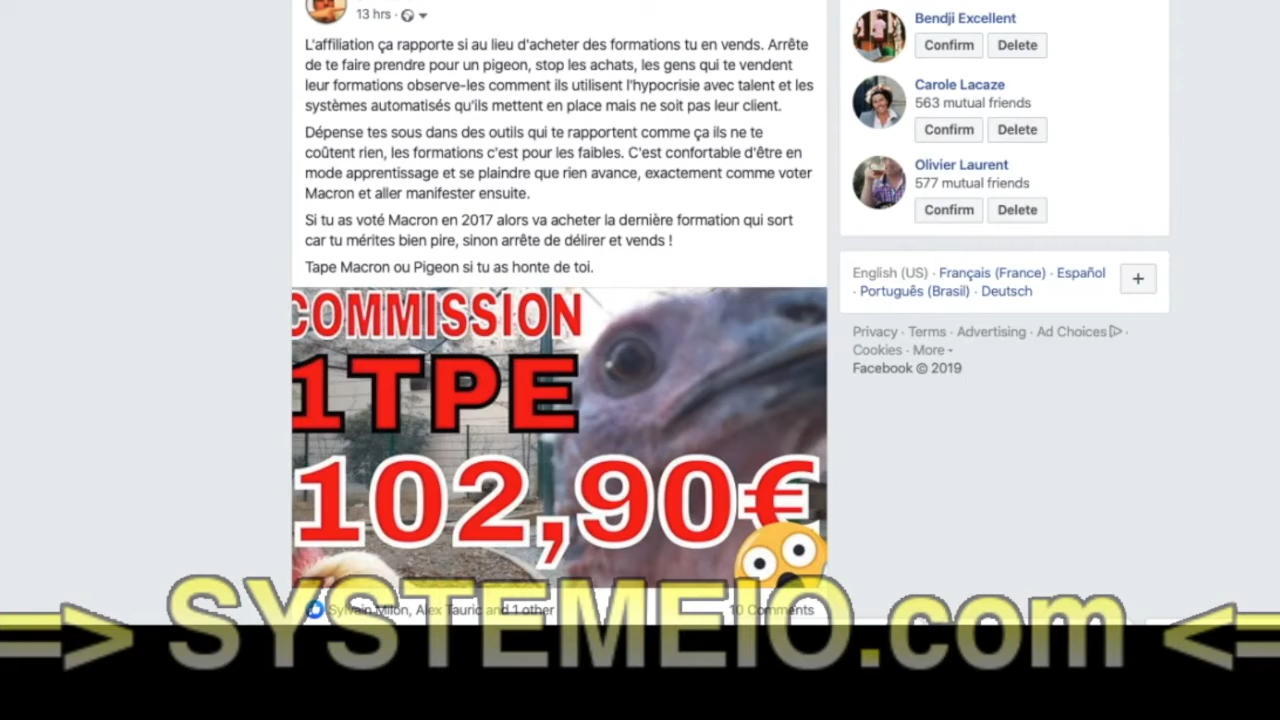 13 hrs ·
L'affiliation ça rapporte si au lieu d'acheter des formations tu en vends. Arrête
de te faire prendre pour un pigeon, stop les achats, les gens qui te vendent
leur formations observe-les comment ils utilisent l'hypocrisie avec talent et les
systèmes automatisés qu'ils mettent en place mais ne soit pas leur client.
Dépense tes sous dans des outils qui te rapportent comme ça ils ne te
coûtent rien, les formations c'est pour les faibles. C'est confortable d'être en
mode apprentissage et se plaindre que rien avance, exactement comme voter
Macron et aller manifester ensuite.
Si tu as voté Macron en 2017 alors va acheter la dernière formation qui sort
car tu mérites bien pire, sinon arrête de délirer et vends !
Tape Macron ou Pigeon si tu as honte de toi.
COMMISSION
1TPE
102,90€
Sylvain Milon, Alex Tauric and 1 other
10 Comments
=> SYSTEMEIO.com <=
Bendji Excellent
Confirm Delete
Carole Lacaze
563 mutual friends
Confirm Delete
Olivier Laurent
577 mutual friends
Confirm Delete
English (US) · Français (France) · Español
· Português (Brasil) · Deutsch
+
Privacy · Terms · Advertising · Ad Choices ·
Cookies · More
Facebook © 2019